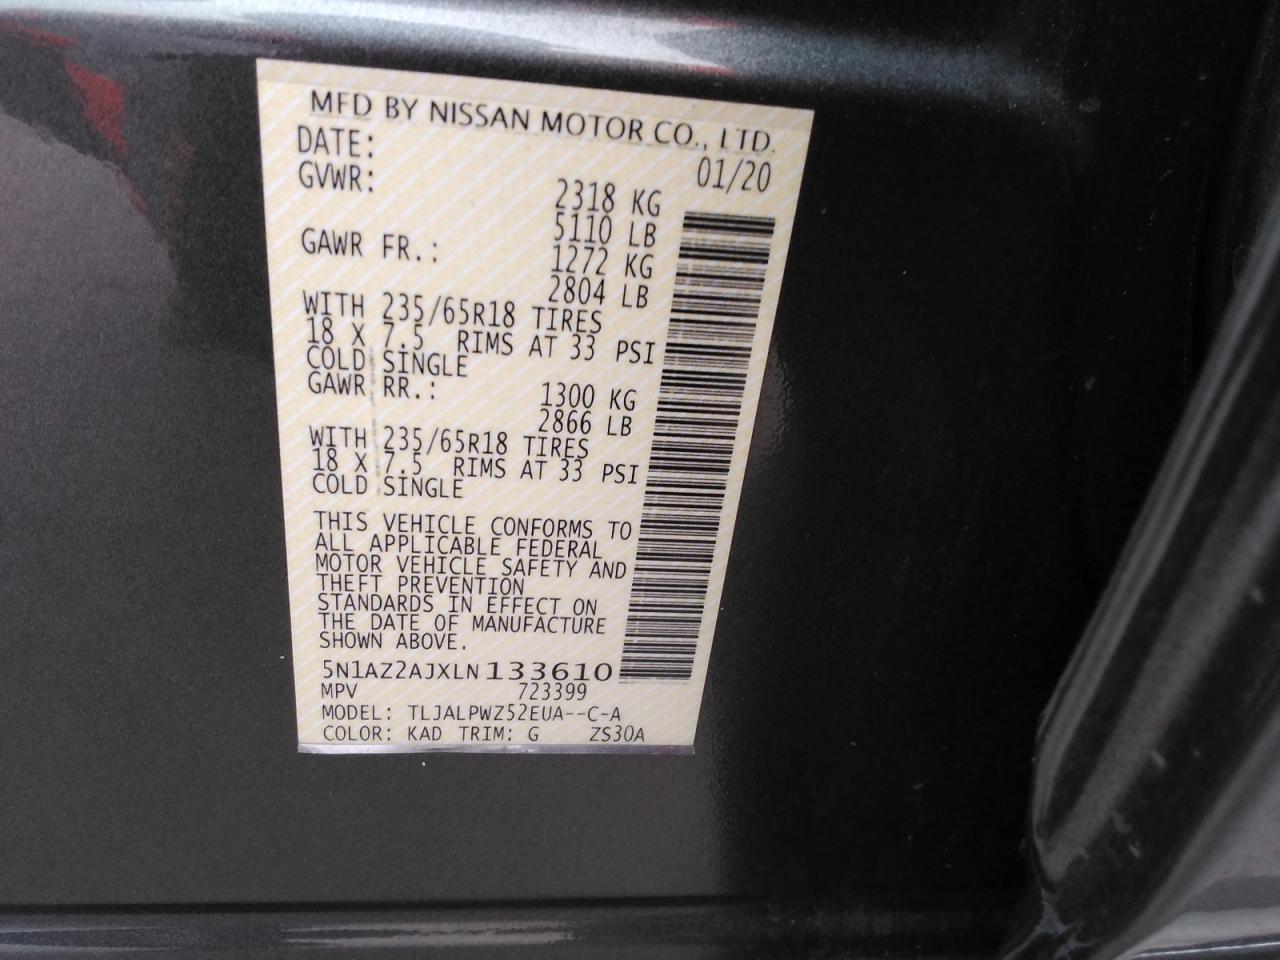 MFD BY NISSAN MOTOR CO., LTD.
DATE: 01/20
GVWR: 2318 KG
5110 LB
GAWR FR.: 1272 KG
2804 LB
WITH 235/65R18 TIRES
18 X 7.5 RIMS AT 33 PSI
COLD SINGLE
GAWR RR.: 1300 KG
2866 LB
WITH 235/65R18 TIRES
18 X 7.5 RIMS AT 33 PSI
COLD SINGLE
THIS VEHICLE CONFORMS TO
ALL APPLICABLE FEDERAL
MOTOR VEHICLE SAFETY AND
THEFT PREVENTION
STANDARDS IN EFFECT ON
THE DATE OF MANUFACTURE
SHOWN ABOVE.
5N1AZ2AJXLN133610
MPV 723399
MODEL: TLJALPWZ52EUA--C-A
COLOR: KAD TRIM: G ZS30A